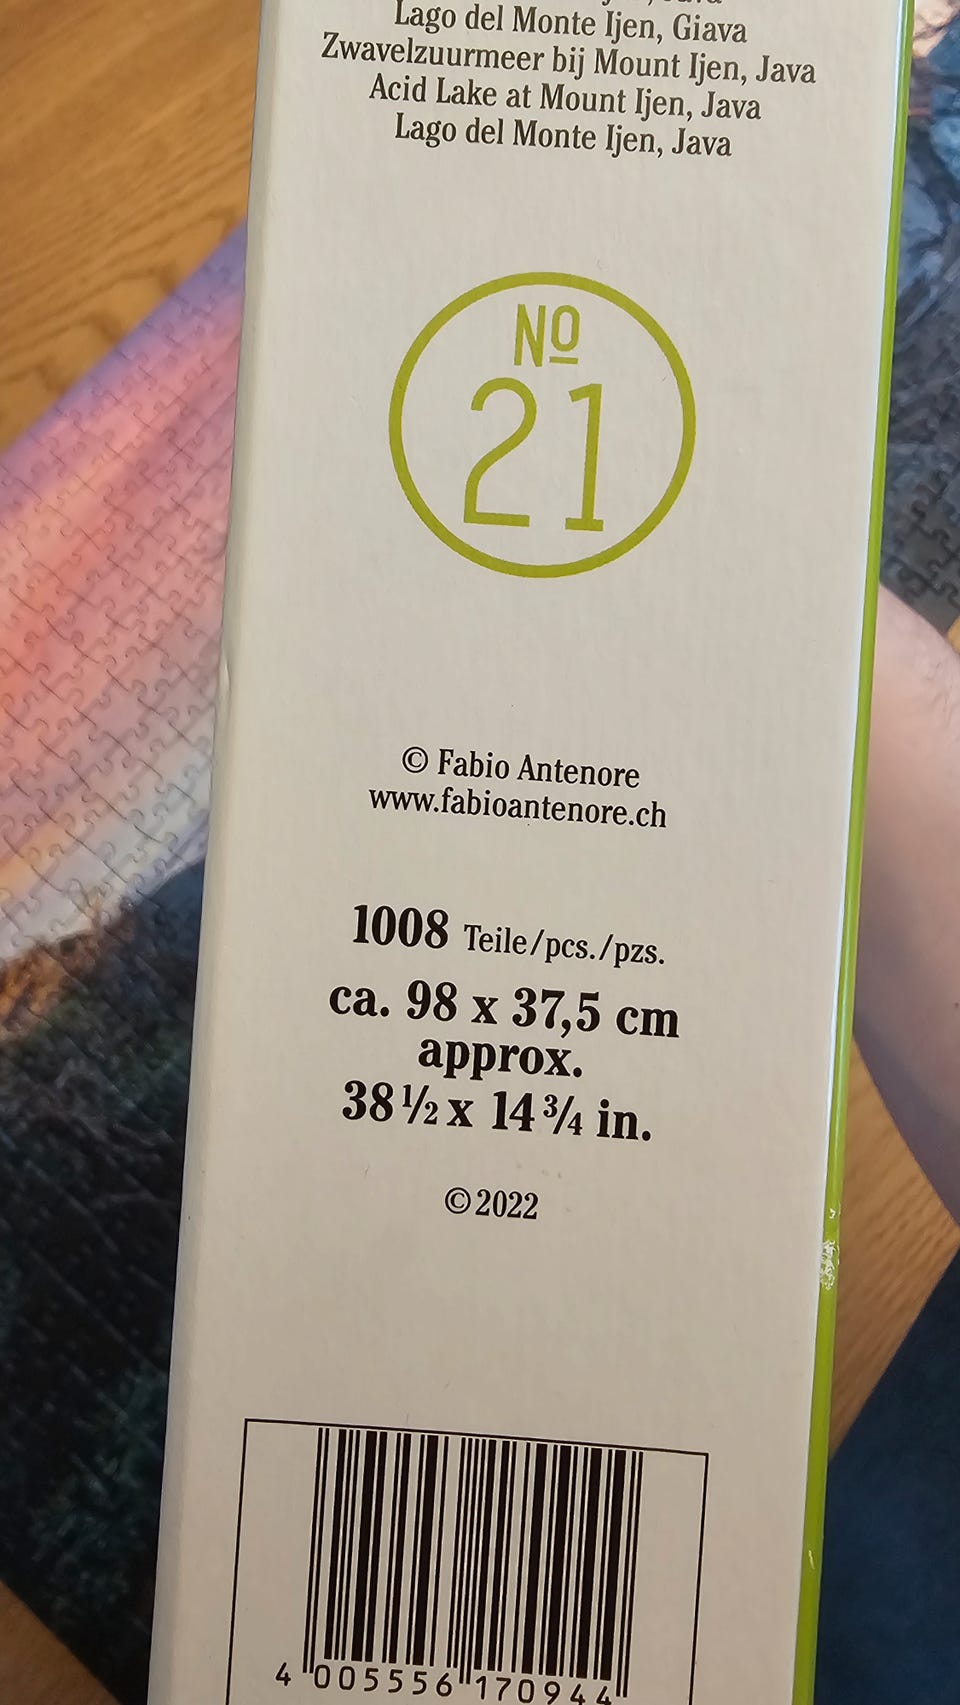 Lago del Monte Ijen, Giava
Zwavelzuurmeer bij Mount Ijen, Java
Acid Lake at Mount Ijen, Java
Lago del Monte Ijen, Java
Nº
21
© Fabio Antenore
www.fabioantenore.ch
1008 Teile/pcs./pzs.
ca. 98 x 37,5 cm
approx.
38 ½ x 14 ¾ in.
© 2022
4 005556 170944